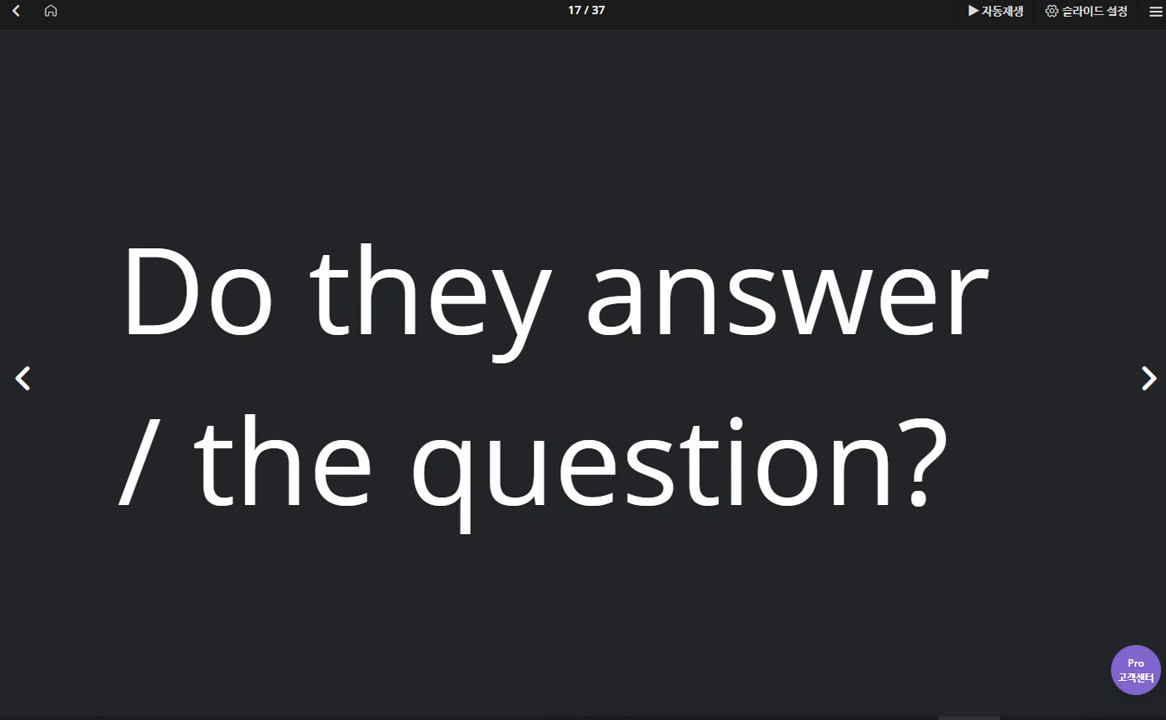 17 / 37
▶ 자동재생
슬라이드 설정
Do they answer
/ the question?
Pro
고객센터